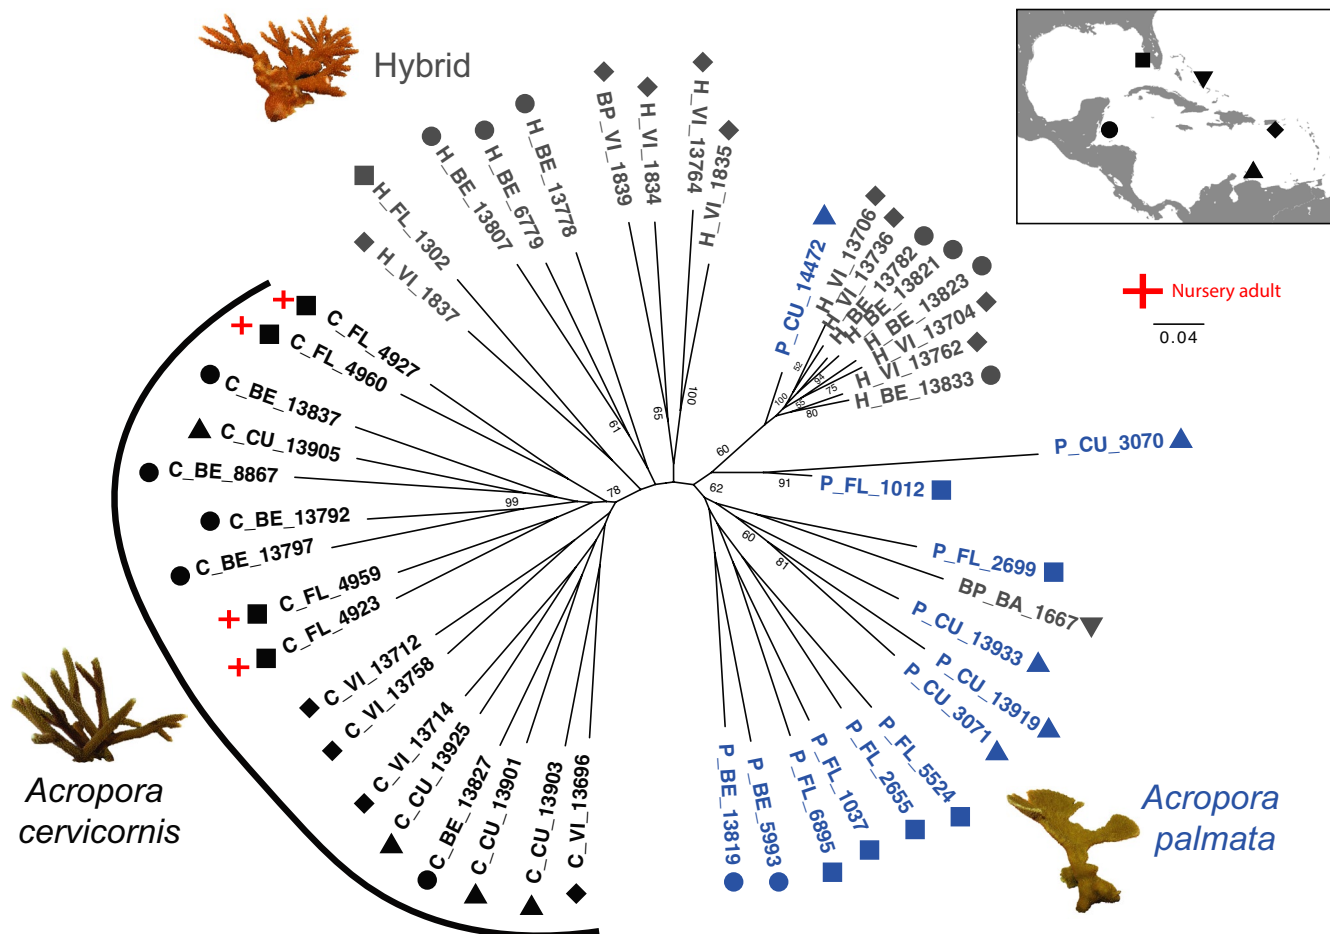 Hybrid
BP_VI_1839
H_VI_1834
H_VI_13764
H_VI_1835
H_BE_13778
H_BE_6779
H_BE_13807
H_FL_1302
H_VI_1837
P_CU_14472
H_VI_13706
H_VI_13736
H_BE_13782
H_BE_13821
H_BE_13823
H_VI_13704
H_VI_13762
H_BE_13833
Nursery adult
0.04
C_FL_4927
C_FL_4960
C_BE_13837
C_CU_13905
C_BE_8867
C_BE_13792
C_BE_13797
C_FL_4959
C_FL_4923
C_VI_13712
C_VI_13758
C_VI_13714
C_CU_13925
C_BE_13827
C_CU_13901
C_CU_13903
C_VI_13696
P_CU_3070
P_FL_1012
P_FL_2699
BP_BA_1667
P_CU_13933
P_CU_13919
P_CU_3071
P_FL_5524
P_FL_2655
P_FL_1037
P_FL_6895
P_BE_5993
P_BE_13819
61
65
100
100
52
94
75
80
60
91
62
60
81
78
99
Acropora
cervicornis
Acropora
palmata